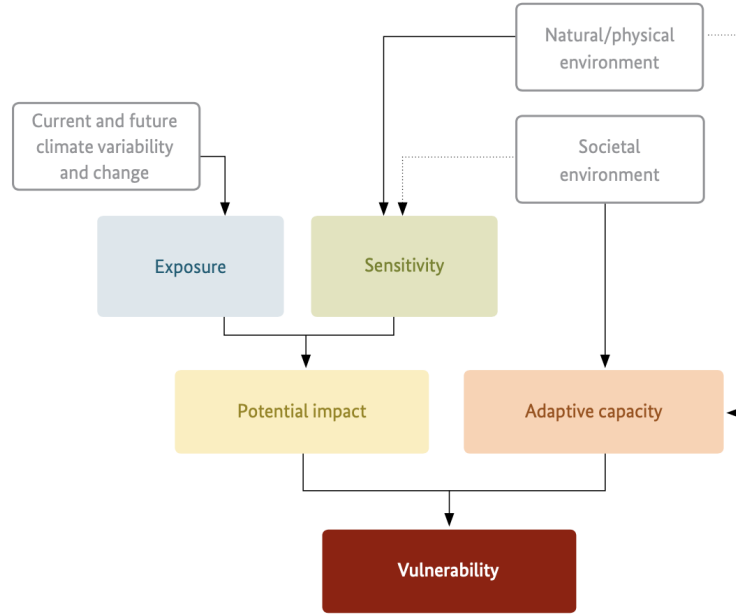 Natural/physical
environment
Current and future
climate variability
and change
Societal
environment
Exposure
Sensitivity
Potential impact
Adaptive capacity
Vulnerability